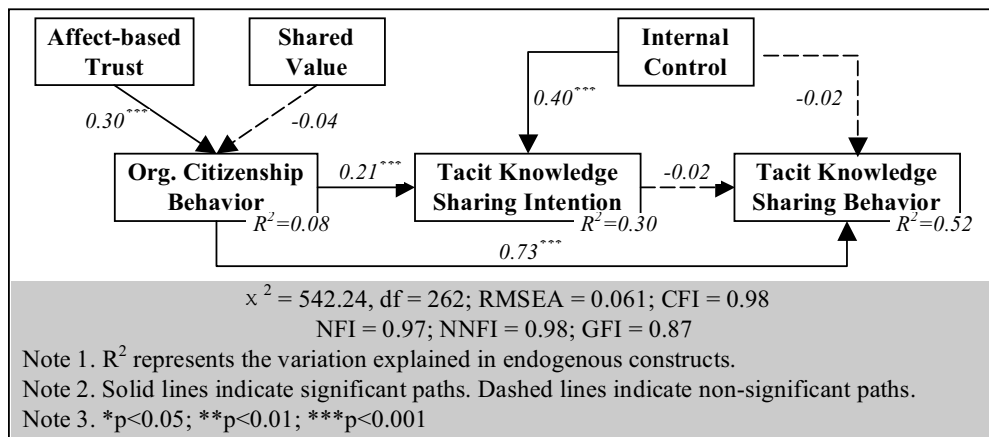 Affect-based
Trust
Shared
Value
Internal
Control
0.30***
-0.04
0.40***
-0.02
Org. Citizenship
Behavior
R²=0.08
0.21***
Tacit Knowledge
Sharing Intention
R²=0.30
-0.02
Tacit Knowledge
Sharing Behavior
R²=0.52
0.73***
x² = 542.24, df = 262; RMSEA = 0.061; CFI = 0.98
NFI = 0.97; NNFI = 0.98; GFI = 0.87
Note 1. R² represents the variation explained in endogenous constructs.
Note 2. Solid lines indicate significant paths. Dashed lines indicate non-significant paths.
Note 3. *p<0.05; **p<0.01; ***p<0.001